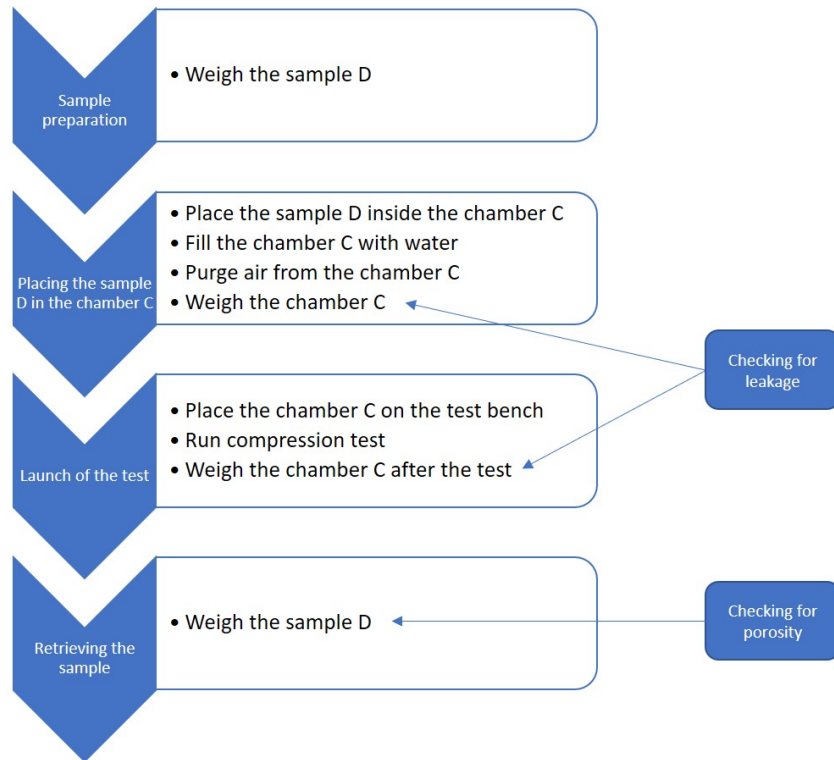 Sample
preparation
• Weigh the sample D
Placing the sample
D in the chamber C
• Place the sample D inside the chamber C
• Fill the chamber C with water
• Purge air from the chamber C
• Weigh the chamber C
Checking for
leakage
Launch of the test
• Place the chamber C on the test bench
• Run compression test
• Weigh the chamber C after the test
Retrieving the
sample
• Weigh the sample D
Checking for
porosity